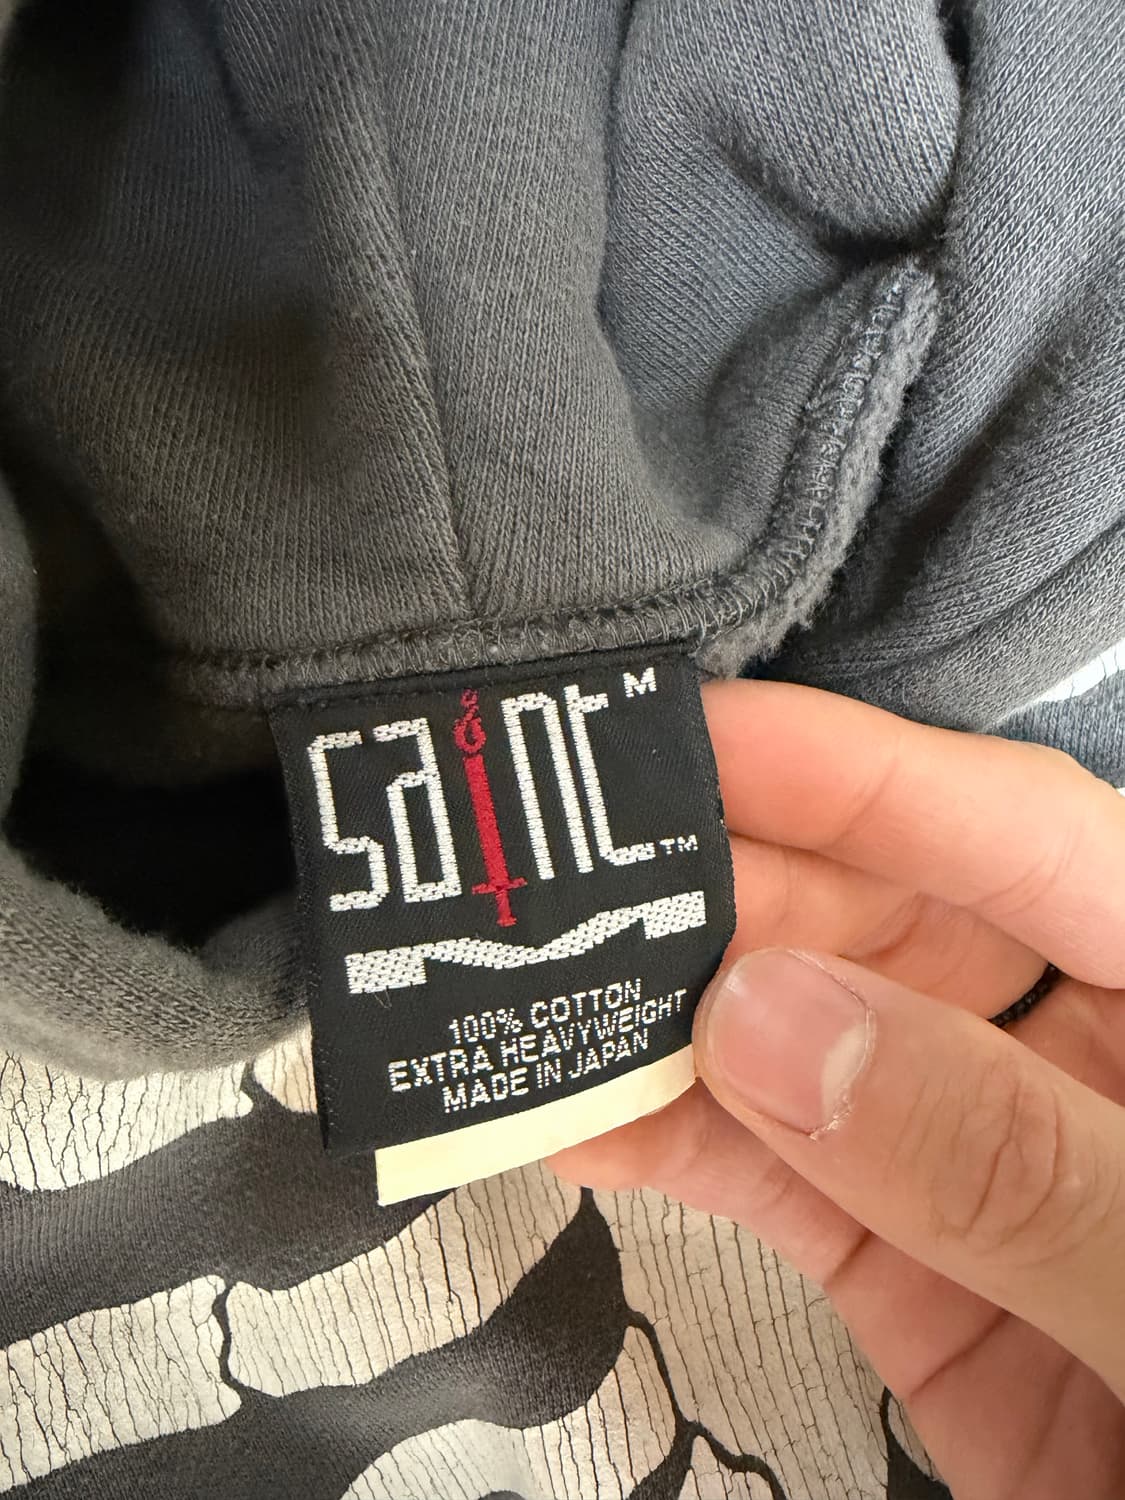 saint M
™
100% COTTON
EXTRA HEAVYWEIGHT
MADE IN JAPAN